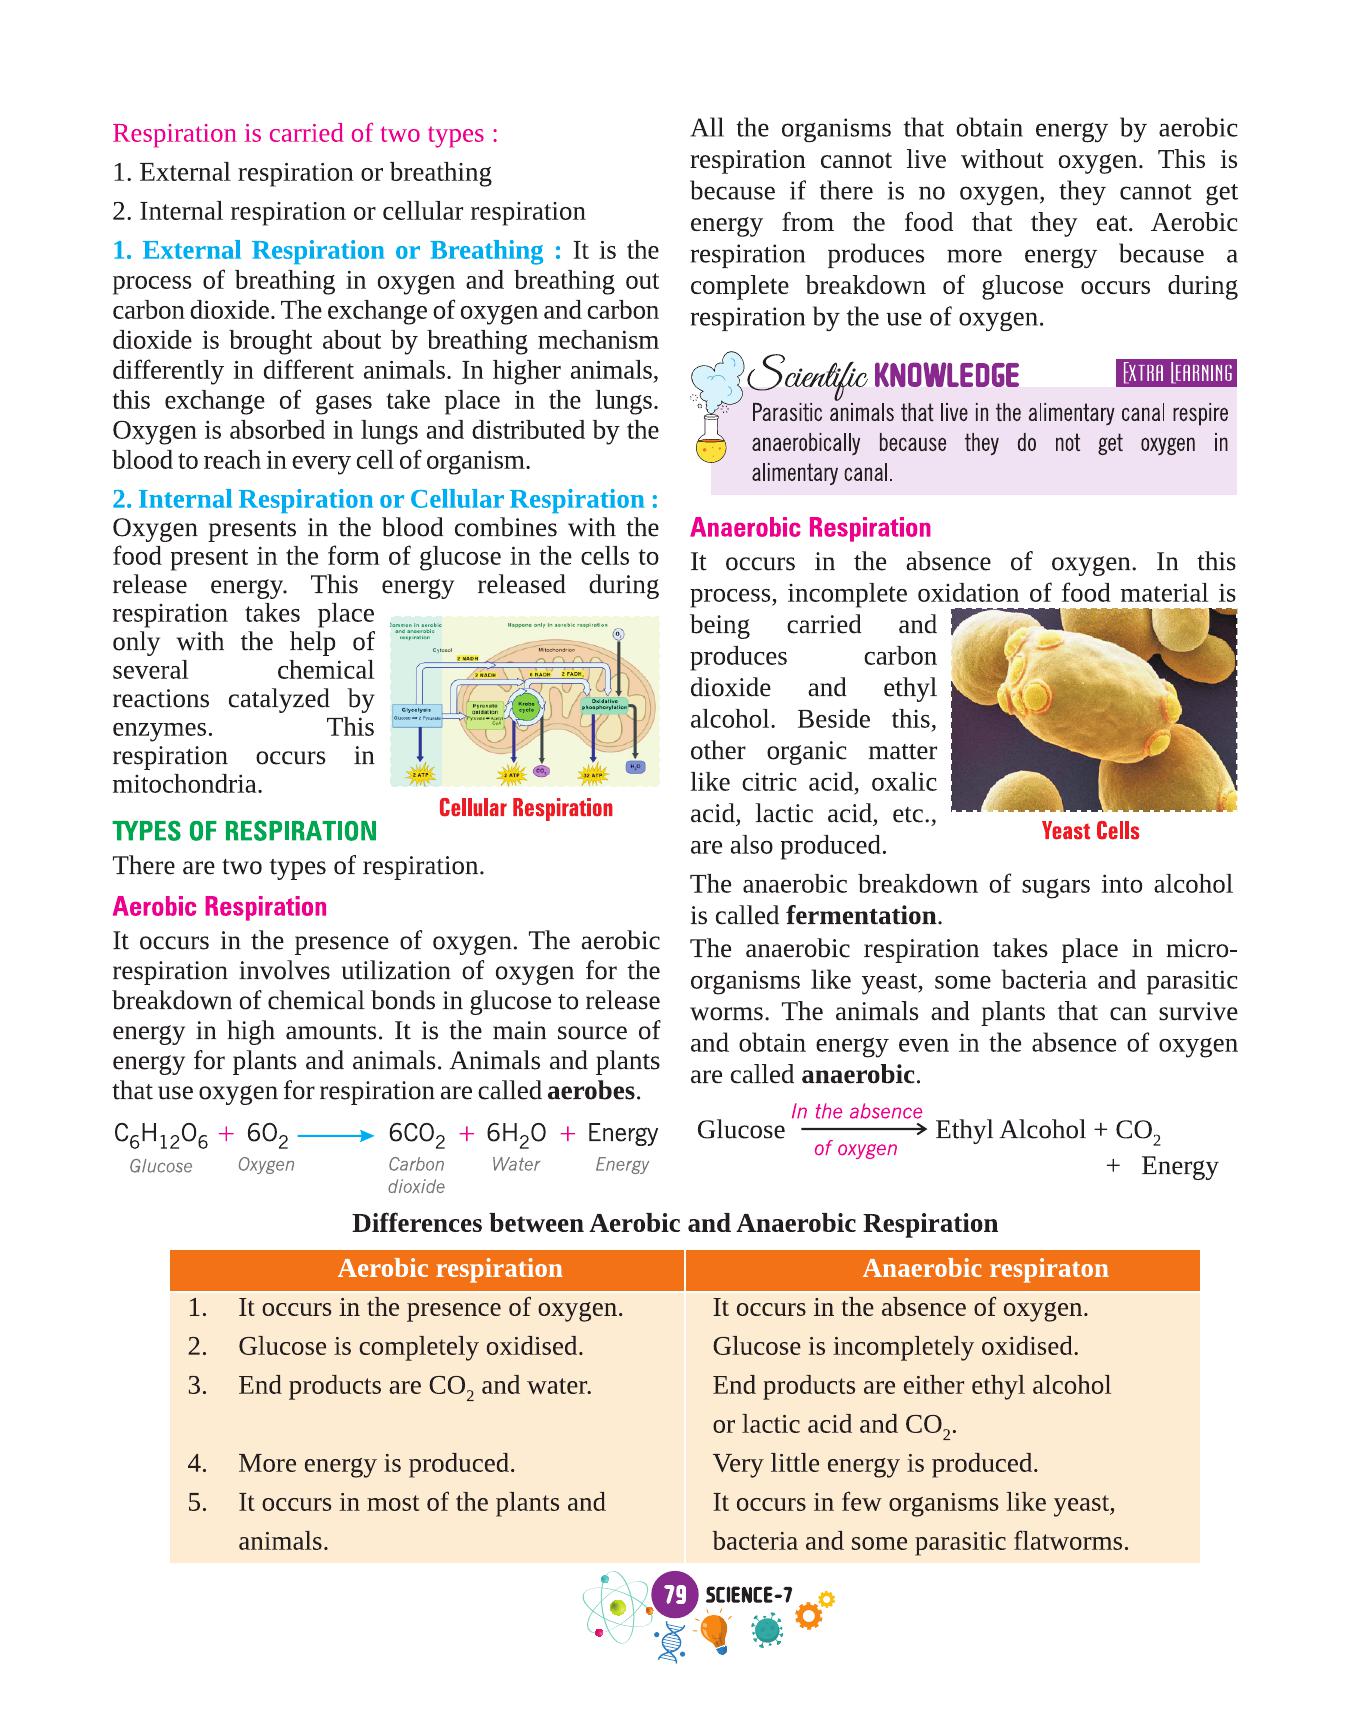 Respiration is carried of two types :
1. External respiration or breathing
2. Internal respiration or cellular respiration
1. External Respiration or Breathing : It is the
process of breathing in oxygen and breathing out
carbon dioxide. The exchange of oxygen and carbon
dioxide is brought about by breathing mechanism
differently in different animals. In higher animals,
this exchange of gases take place in the lungs.
Oxygen is absorbed in lungs and distributed by the
blood to reach in every cell of organism.
2. Internal Respiration or Cellular Respiration :
Oxygen presents in the blood combines with the
food present in the form of glucose in the cells to
release energy. This energy released during
respiration takes place
only with the help of
several chemical
reactions catalyzed by
enzymes. This
respiration occurs in
mitochondria.
Common in aerobic
and anaerobic
respiration
Happens only in aerobic respiration
O2
Cytosol
Mitochondrion
2 NADH
2 NADH
6 NADH
2 FADH2
Glycolysis
Glucose ⇒ 2 Pyruvate
Pyruvate
oxidation
Krebs
cycle
Oxidative
phosphorylation
2 ATP
2 ATP
CO2
32 ATP
H2O
Cellular Respiration
TYPES OF RESPIRATION
There are two types of respiration.
Aerobic Respiration
It occurs in the presence of oxygen. The aerobic
respiration involves utilization of oxygen for the
breakdown of chemical bonds in glucose to release
energy in high amounts. It is the main source of
energy for plants and animals. Animals and plants
that use oxygen for respiration are called aerobes.
C6H12O6 + 6O2 → 6CO2 + 6H2O + Energy
Glucose Oxygen Carbon Water Energy
dioxide
All the organisms that obtain energy by aerobic
respiration cannot live without oxygen. This is
because if there is no oxygen, they cannot get
energy from the food that they eat. Aerobic
respiration produces more energy because a
complete breakdown of glucose occurs during
respiration by the use of oxygen.
Scientific KNOWLEDGE EXTRA LEARNING
Parasitic animals that live in the alimentary canal respire
anaerobically because they do not get oxygen in
alimentary canal.
Anaerobic Respiration
It occurs in the absence of oxygen. In this
process, incomplete oxidation of food material is
being carried and
produces carbon
dioxide and ethyl
alcohol. Beside this,
other organic matter
like citric acid, oxalic
acid, lactic acid, etc.,
are also produced.
Yeast Cells
The anaerobic breakdown of sugars into alcohol
is called fermentation.
The anaerobic respiration takes place in micro-
organisms like yeast, some bacteria and parasitic
worms. The animals and plants that can survive
and obtain energy even in the absence of oxygen
are called anaerobic.
In the absence
Glucose → Ethyl Alcohol + CO2
of oxygen
+ Energy
Differences between Aerobic and Anaerobic Respiration
Aerobic respiration Anaerobic respiraton
1. It occurs in the presence of oxygen. It occurs in the absence of oxygen.
2. Glucose is completely oxidised. Glucose is incompletely oxidised.
3. End products are CO2 and water. End products are either ethyl alcohol
or lactic acid and CO2.
4. More energy is produced. Very little energy is produced.
5. It occurs in most of the plants and It occurs in few organisms like yeast,
animals. bacteria and some parasitic flatworms.
79 SCIENCE-7